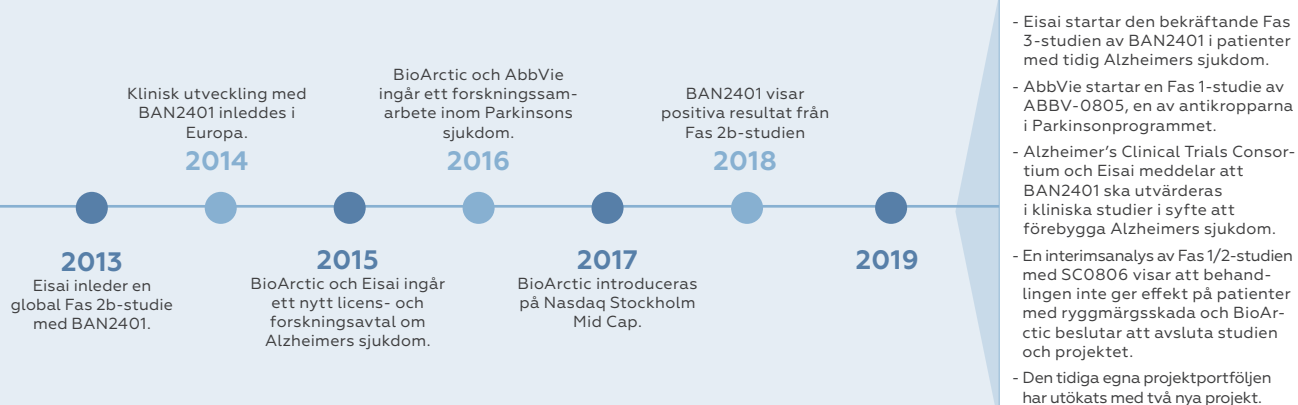 Klinisk utveckling med
BAN2401 inleddes i
Europa.
2014
BioArctic och AbbVie
ingår ett forskningssam-
arbete inom Parkinsons
sjukdom.
2016
BAN2401 visar
positiva resultat från
Fas 2b-studien
2018
2013
Eisai inleder en
global Fas 2b-studie
med BAN2401.
2015
BioArctic och Eisai ingår
ett nytt licens- och
forskningsavtal om
Alzheimers sjukdom.
2017
BioArctic introduceras
på Nasdaq Stockholm
Mid Cap.
2019
- Eisai startar den bekräftande Fas
3-studien av BAN2401 i patienter
med tidig Alzheimers sjukdom.
- AbbVie startar en Fas 1-studie av
ABBV-0805, en av antikropparna
i Parkinsonprogrammet.
- Alzheimer's Clinical Trials Consor-
tium och Eisai meddelar att
BAN2401 ska utvärderas
i kliniska studier i syfte att
förebygga Alzheimers sjukdom.
- En interimsanalys av Fas 1/2-studien
med SC0806 visar att behand-
lingen inte ger effekt på patienter
med ryggmärgsskada och BioAr-
ctic beslutar att avsluta studien
och projektet.
- Den tidiga egna projektportföljen
har utökats med två nya projekt.